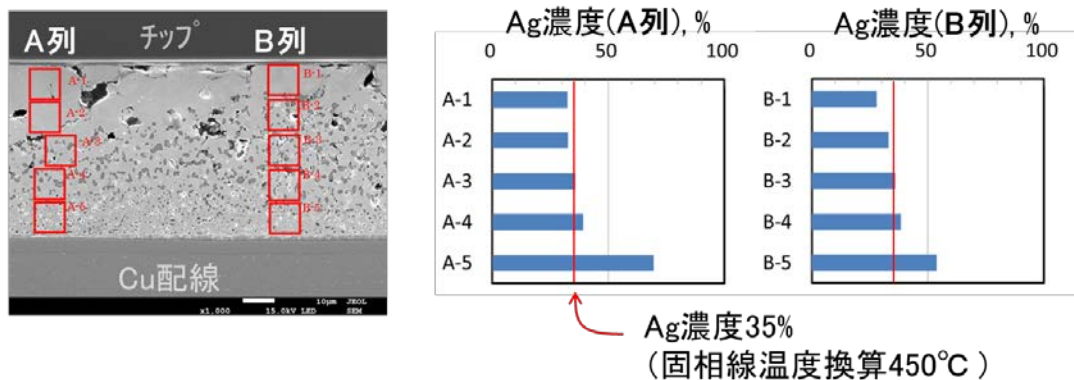 A列 チップ B列
A-1
A-2
A-3
A-4
A-5
B-1
B-2
B-3
B-4
B-5
Cu配線
10μm JEOL
x1,000 15.0kV LED SEM
Ag濃度(A列), %
0 50 100
A-1
A-2
A-3
A-4
A-5
Ag濃度(B列), %
0 50 100
B-1
B-2
B-3
B-4
B-5
Ag濃度35%
(固相線温度換算450℃)